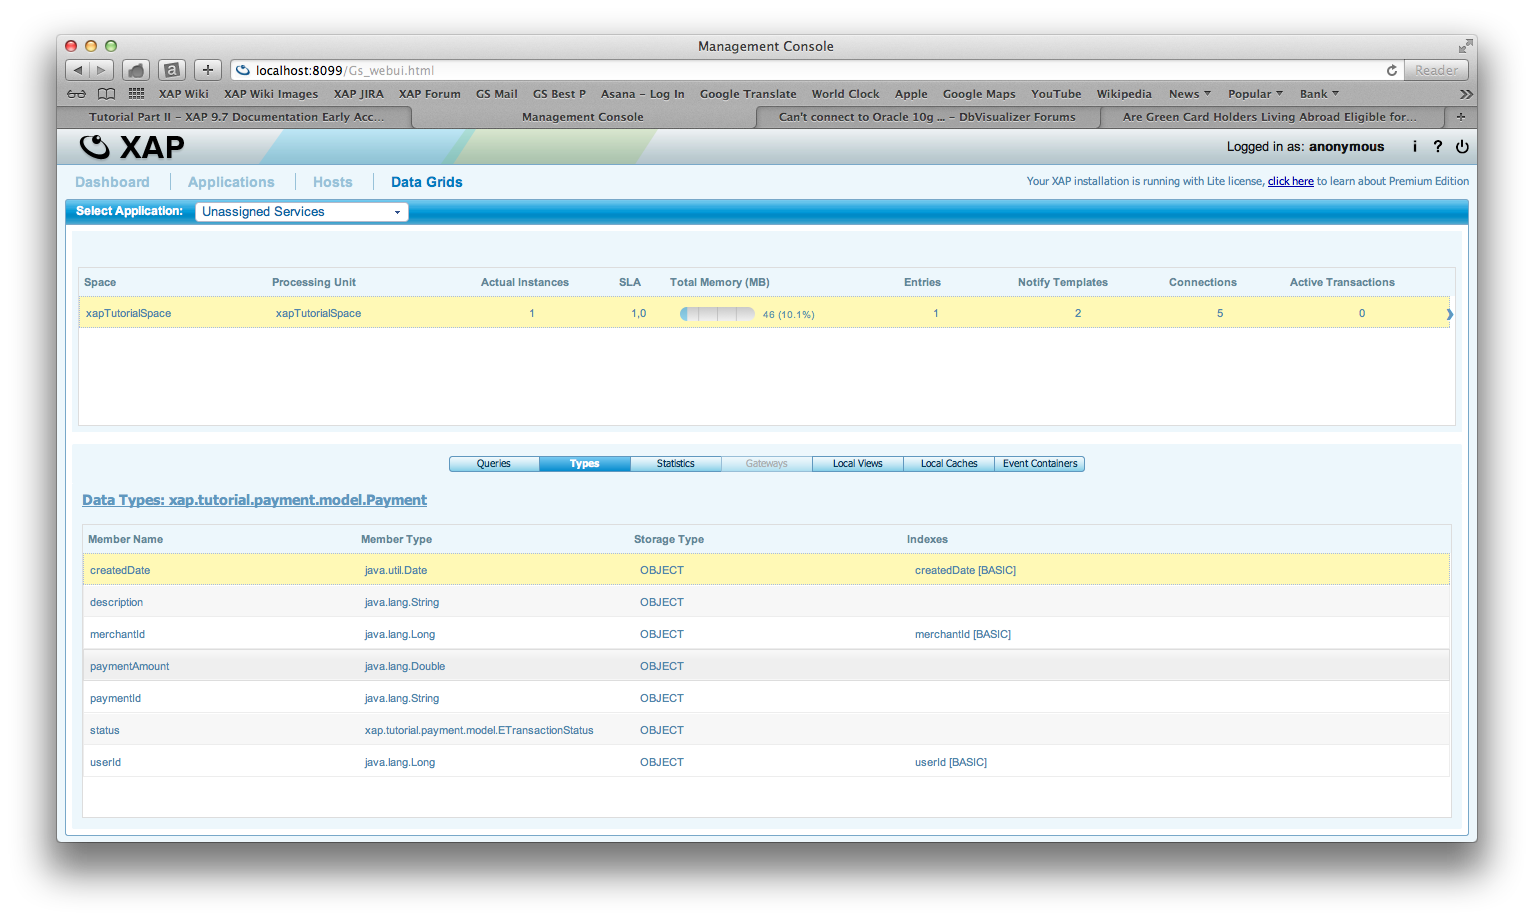 Management Console
localhost:8099/Gs_webui.html
Reader
XAP Wiki XAP Wiki Images XAP JIRA XAP Forum GS Mail GS Best P Asana – Log In Google Translate World Clock Apple Google Maps YouTube Wikipedia News Popular Bank
Tutorial Part II – XAP 9.7 Documentation Early Acc... Management Console Can't connect to Oracle 10g ... – DbVisualizer Forums Are Green Card Holders Living Abroad Eligible for...
XAP
Logged in as: anonymous i ?
Dashboard Applications Hosts Data Grids
Your XAP installation is running with Lite license, click here to learn about Premium Edition
Select Application: Unassigned Services
Space Processing Unit Actual Instances SLA Total Memory (MB) Entries Notify Templates Connections Active Transactions
xapTutorialSpace xapTutorialSpace 1 1,0 46 (10.1%) 1 2 5 0
Queries Types Statistics Gateways Local Views Local Caches Event Containers
Data Types: xap.tutorial.payment.model.Payment
Member Name Member Type Storage Type Indexes
createdDate java.util.Date OBJECT createdDate [BASIC]
description java.lang.String OBJECT
merchantId java.lang.Long OBJECT merchantId [BASIC]
paymentAmount java.lang.Double OBJECT
paymentId java.lang.String OBJECT
status xap.tutorial.payment.model.ETransactionStatus OBJECT
userId java.lang.Long OBJECT userId [BASIC]